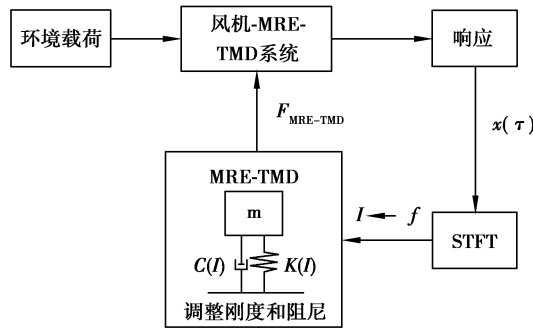 环境载荷
风机-MRE-
TMD系统
响应
F_MRE-TMD
x(τ)
MRE-TMD
m
C(I)
K(I)
调整刚度和阻尼
I
f
STFT